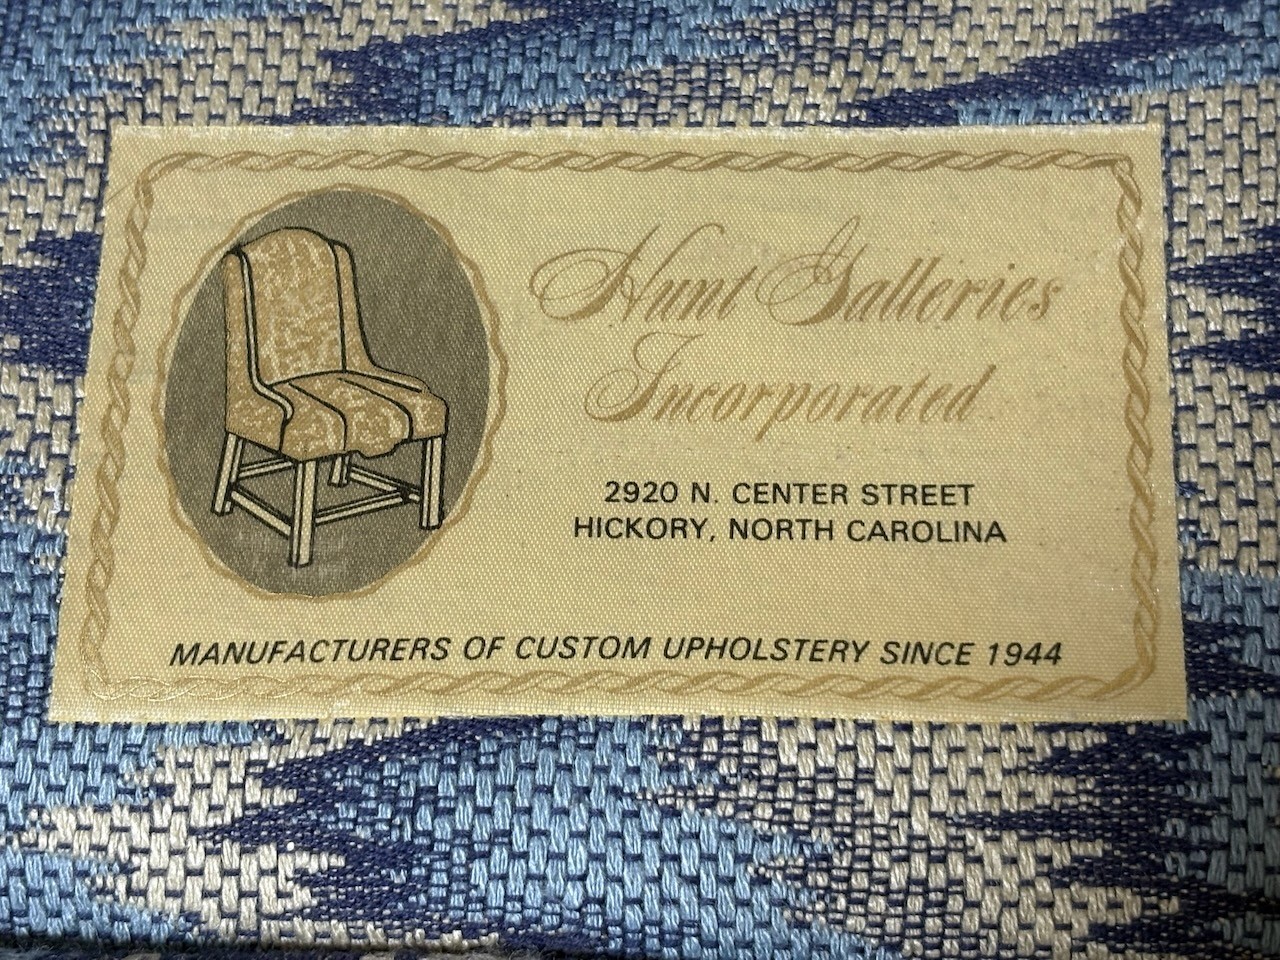 Hunt Galleries
Incorporated
2920 N. CENTER STREET
HICKORY, NORTH CAROLINA
MANUFACTURERS OF CUSTOM UPHOLSTERY SINCE 1944